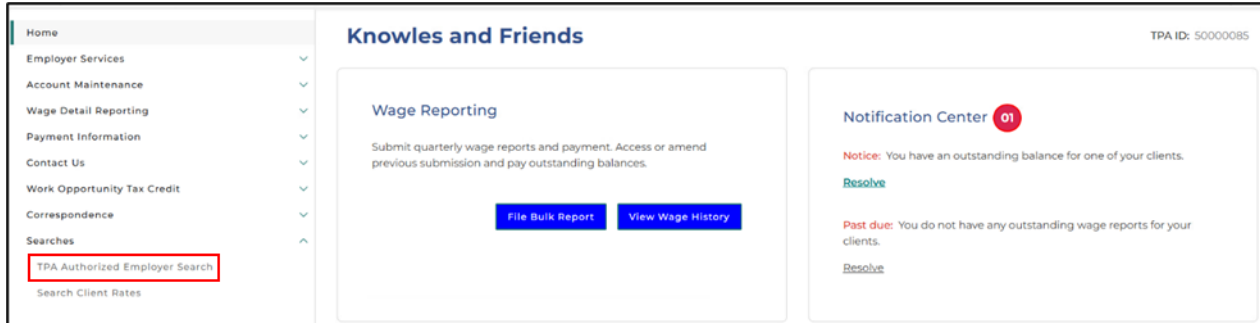 Home
Employer Services
Account Maintenance
Wage Detail Reporting
Payment Information
Contact Us
Work Opportunity Tax Credit
Correspondence
Searches
TPA Authorized Employer Search
Search Client Rates
Knowles and Friends
TPA ID: 50000085
Wage Reporting
Submit quarterly wage reports and payment. Access or amend
previous submission and pay outstanding balances.
File Bulk Report
View Wage History
Notification Center 01
Notice: You have an outstanding balance for one of your clients.
Resolve
Past due: You do not have any outstanding wage reports for your
clients.
Resolve